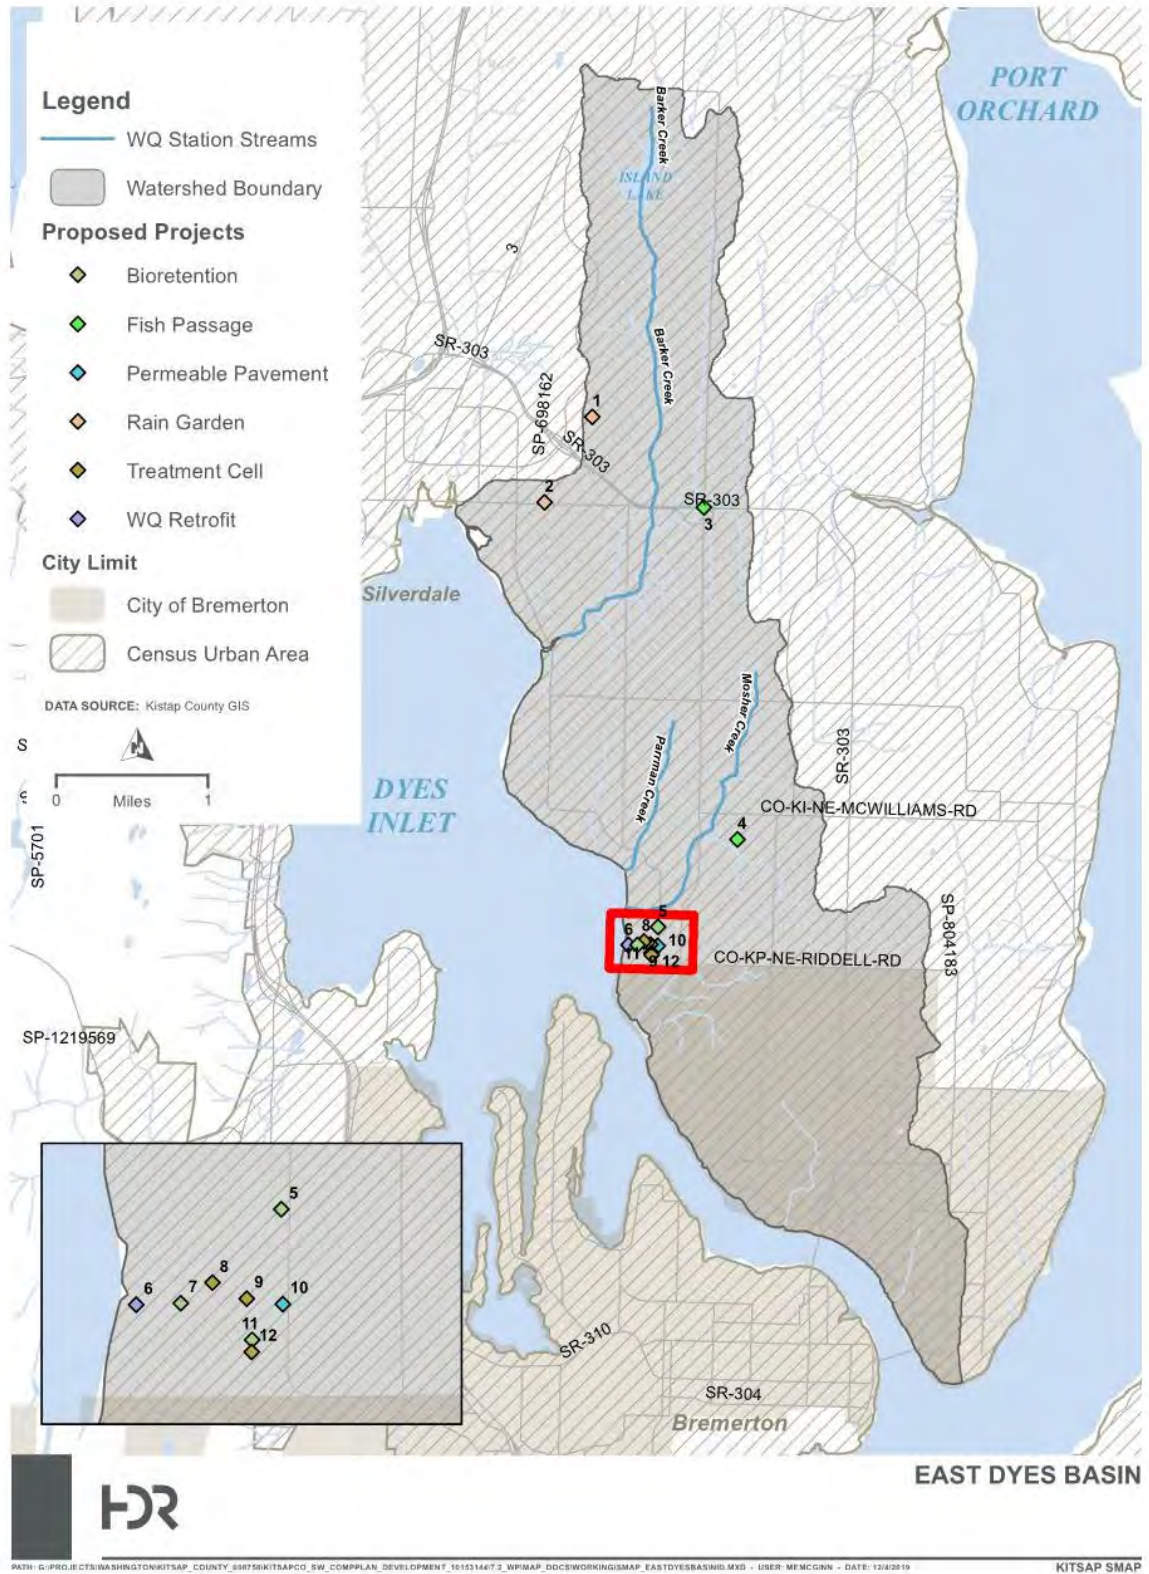 PORT
ORCHARD
Legend
WQ Station Streams
Watershed Boundary
Proposed Projects
Bioretention
Fish Passage
Permeable Pavement
Rain Garden
Treatment Cell
WQ Retrofit
City Limit
City of Bremerton
Census Urban Area
DATA SOURCE: Kistap County GIS
N
0 Miles 1
Barker Creek
ISLAND
LAKE
3
Barker Creek
SR-303
SP-698162
SR-303
1
2
SR-303
3
Silverdale
Mosher Creek
Parrman Creek
SR-303
DYES
INLET
CO-KI-NE-MCWILLIAMS-RD
4
S
SP-5701
5
6
8
10
11
9
12
CO-KP-NE-RIDDELL-RD
SP-804183
SP-1219569
5
8
6
7
9
10
11
12
SR-310
SR-304
Bremerton
EAST DYES BASIN
HDR
KITSAP SMAP